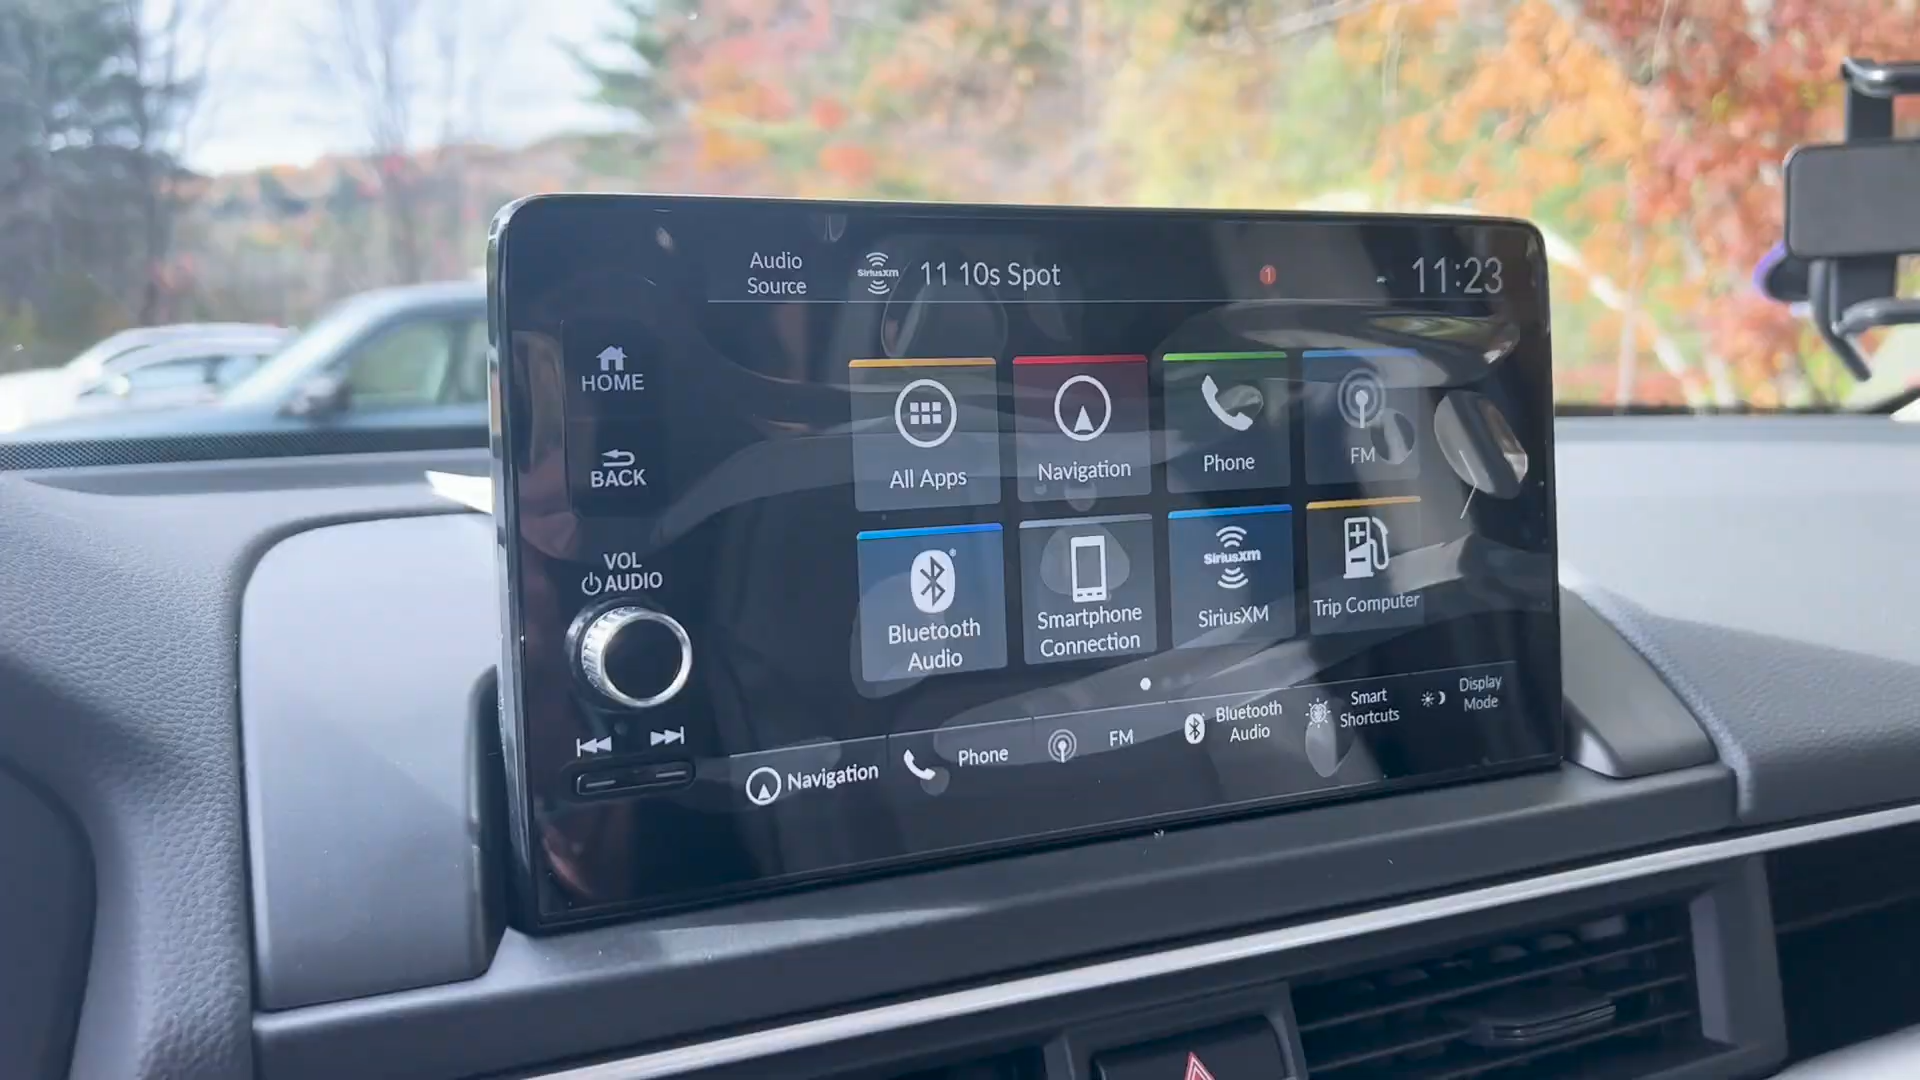 Audio
Source
SiriusXM
11 10s Spot
1
11:23
HOME
BACK
VOL
AUDIO
All Apps
Navigation
Phone
FM
Bluetooth
Audio
Smartphone
Connection
SiriusXM
SiriusXM
Trip Computer
Navigation
Phone
FM
Bluetooth
Audio
Smart
Shortcuts
Display
Mode